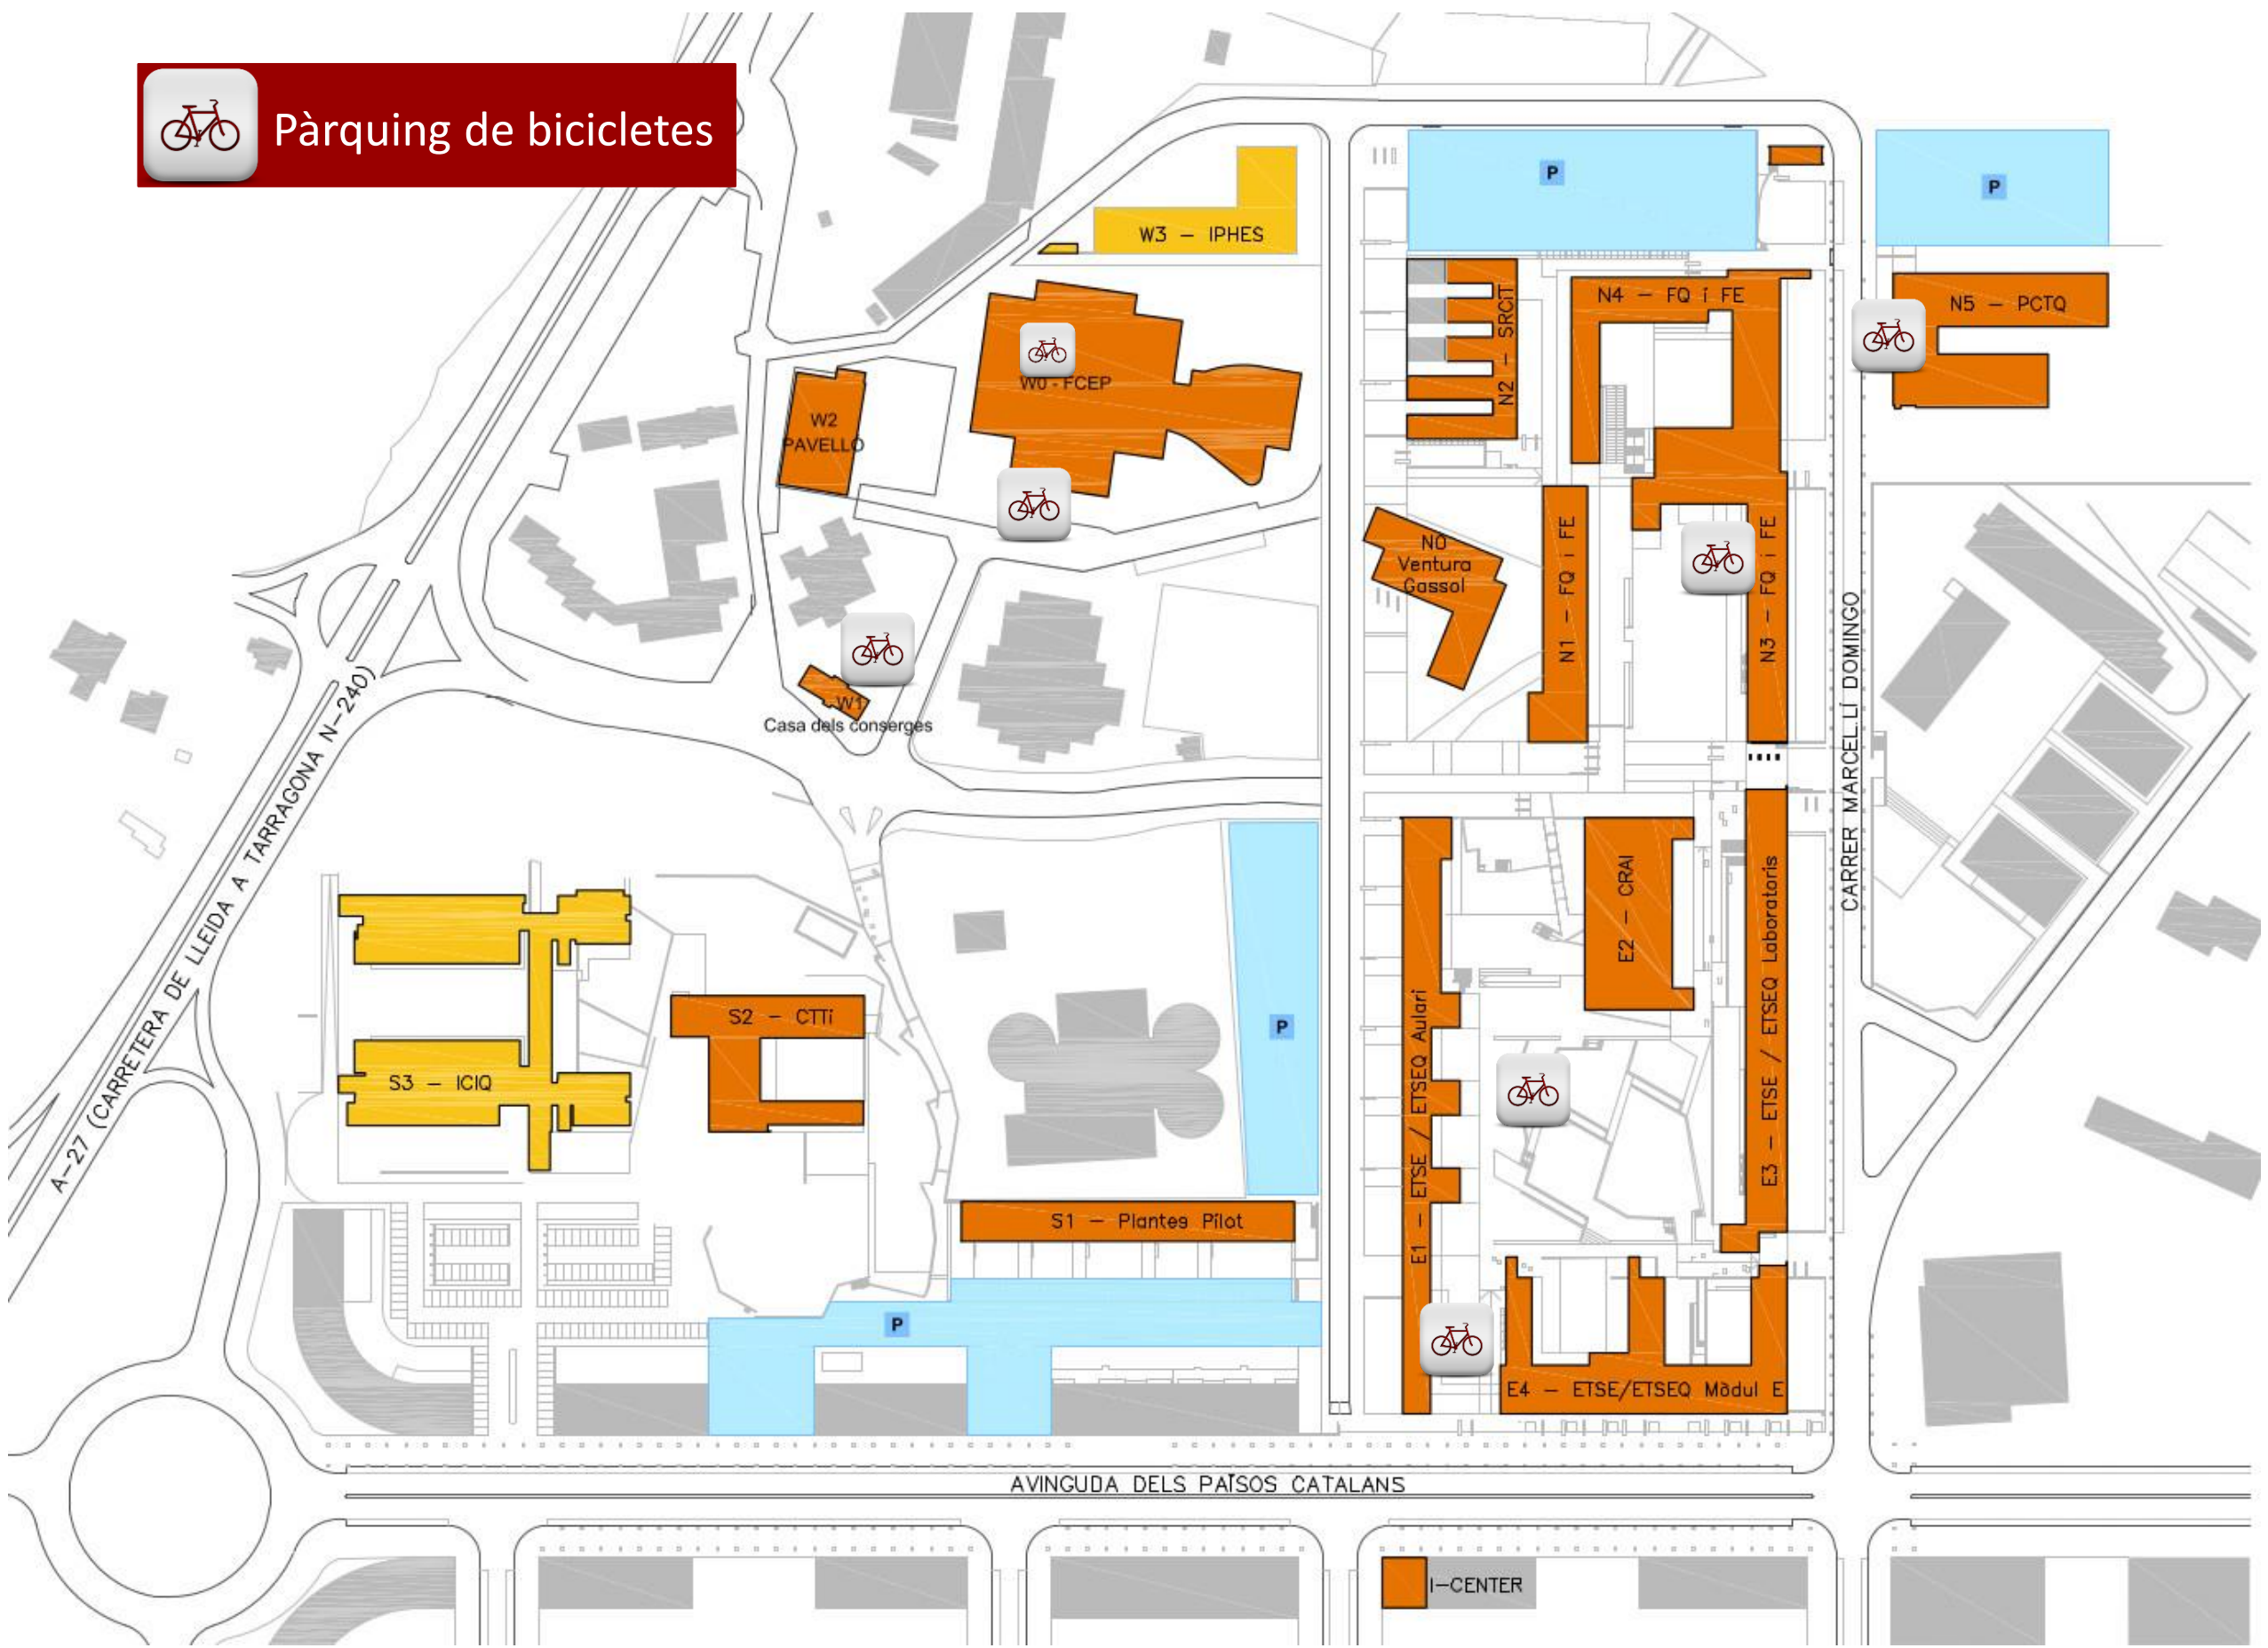 Pàrquing de bicicletes
P
P
W3 – IPHES
N4 – FQ i FE
N5 – PCTQ
N2 – SRCiT
W0 - FCEP
W2
PAVELLO
N0
Ventura
Gassol
N1 – FQ i FE
N3 – FQ i FE
CARRER MARCEL.LÍ DOMINGO
W1
Casa dels conserges
A-27 (CARRETERA DE LLEIDA A TARRAGONA N-240)
E2 – CRAI
E3 – ETSE / ETSEQ Laboratoris
E1 – ETSE / ETSEQ Aulari
S2 – CTTi
P
S3 – ICIQ
S1 – Plantes Pilot
P
E4 – ETSE/ETSEQ Mòdul E
AVINGUDA DELS PAÏSOS CATALANS
I-CENTER